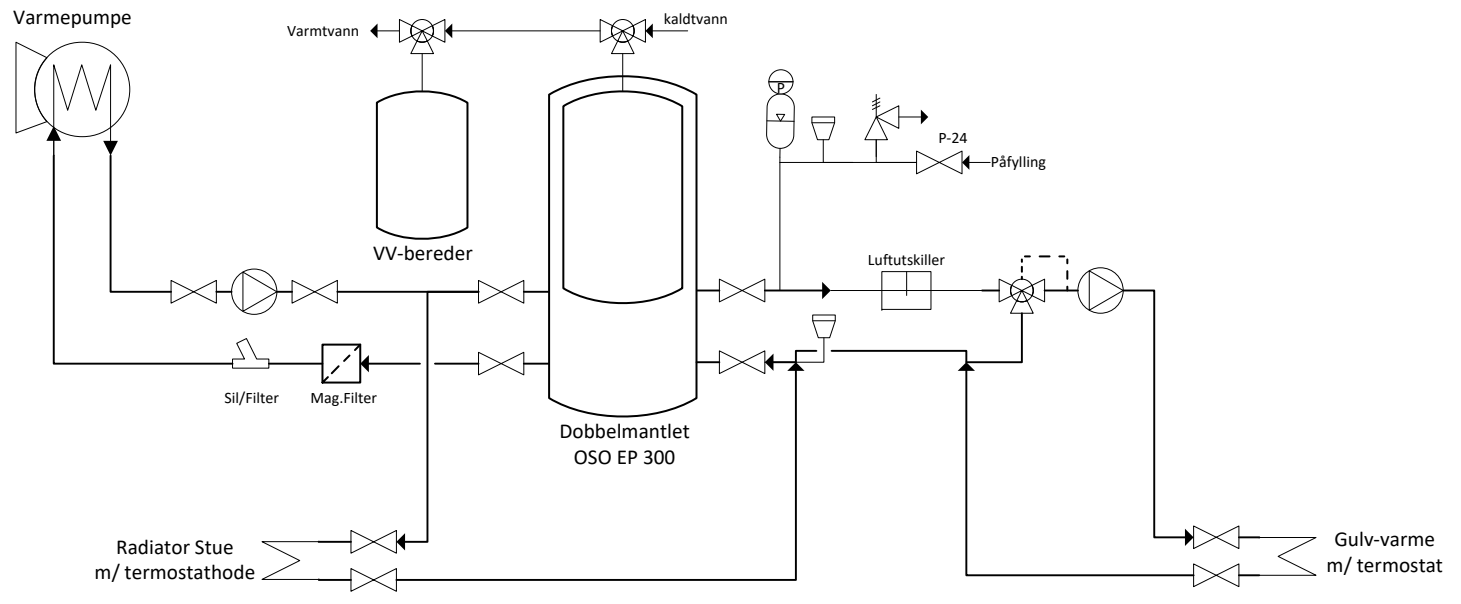 Varmepumpe
Varmtvann
kaldtvann
P
P-24
Påfylling
VV-bereder
Luftutskiller
Sil/Filter
Mag.Filter
Dobbelmantlet
OSO EP 300
Radiator Stue
m/ termostathode
Gulv-varme
m/ termostat